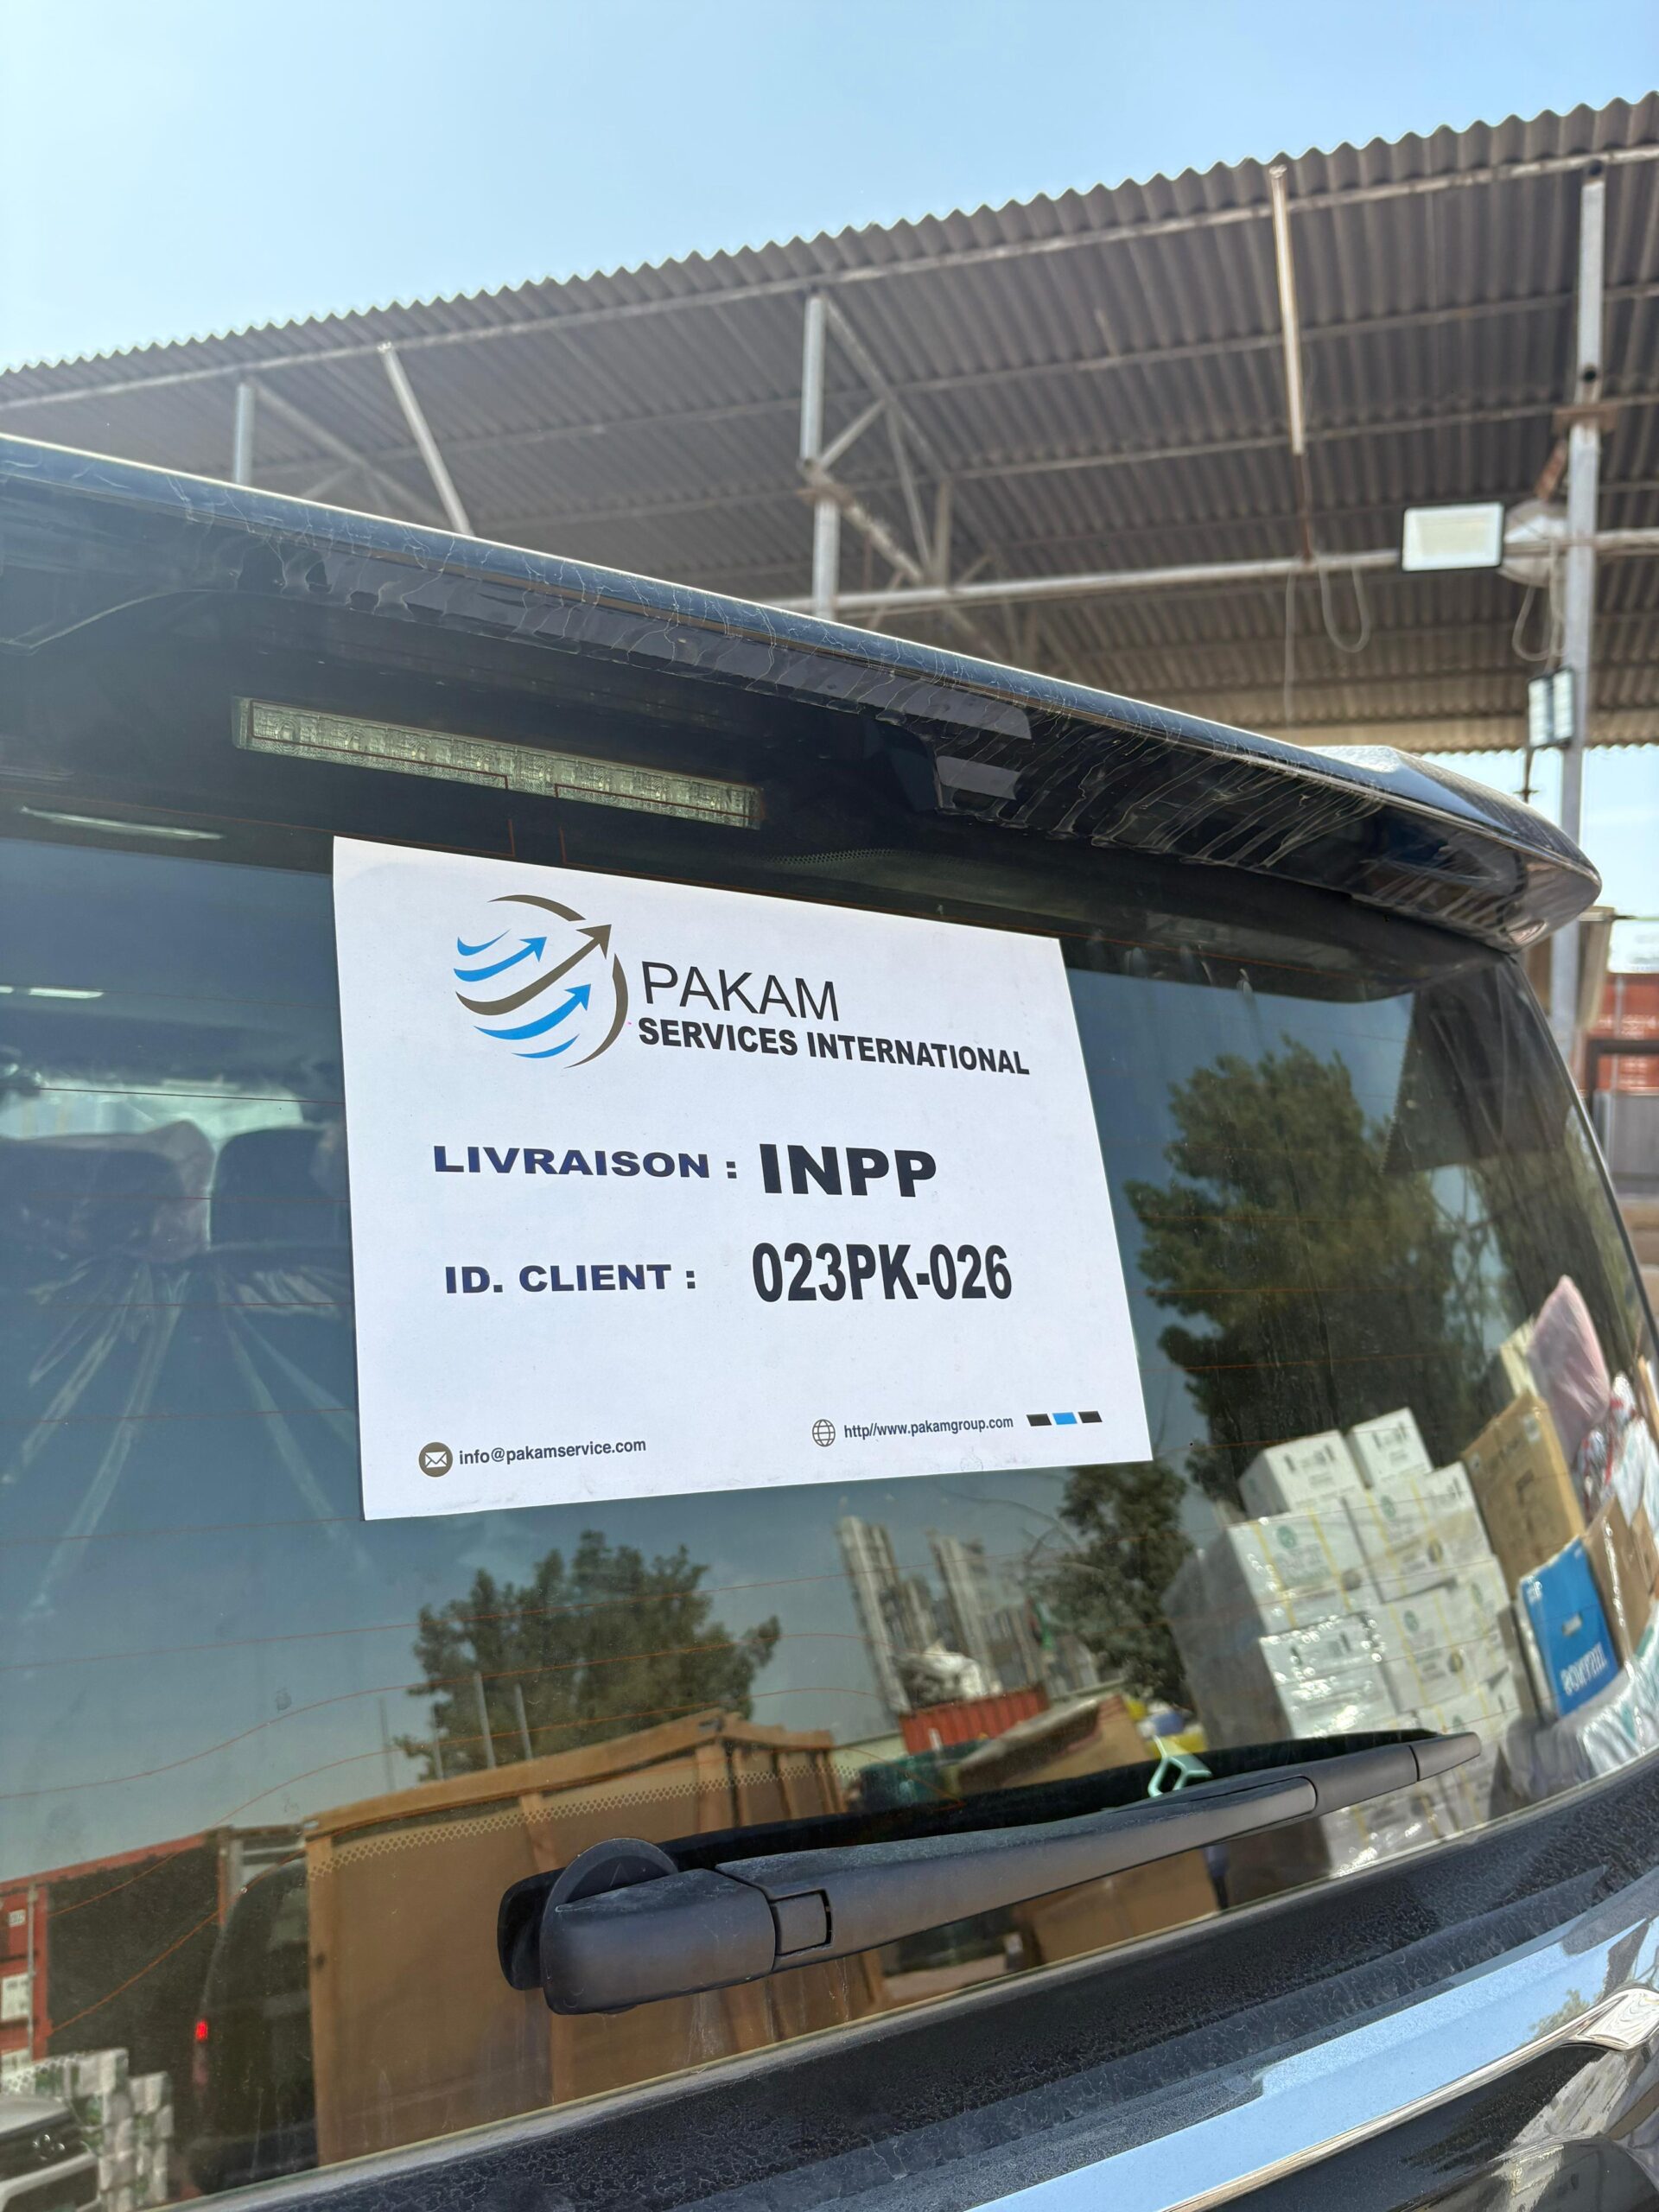 PAKAM
SERVICES INTERNATIONAL
LIVRAISON : INPP
ID. CLIENT : 023PK-026
info@pakamservice.com
http//www.pakamgroup.com